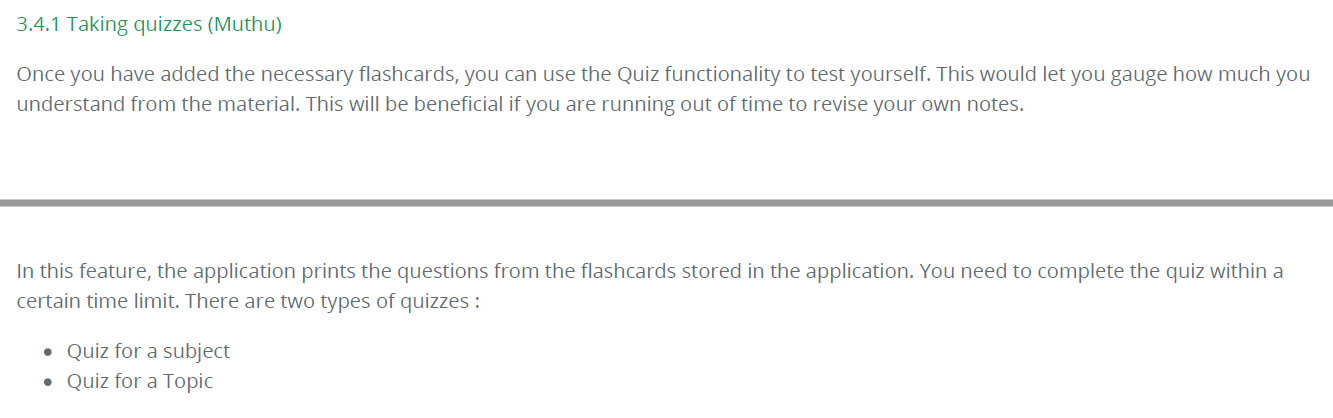 3.4.1 Taking quizzes (Muthu)
Once you have added the necessary flashcards, you can use the Quiz functionality to test yourself. This would let you gauge how much you
understand from the material. This will be beneficial if you are running out of time to revise your own notes.
In this feature, the application prints the questions from the flashcards stored in the application. You need to complete the quiz within a
certain time limit. There are two types of quizzes :
• Quiz for a subject
• Quiz for a Topic